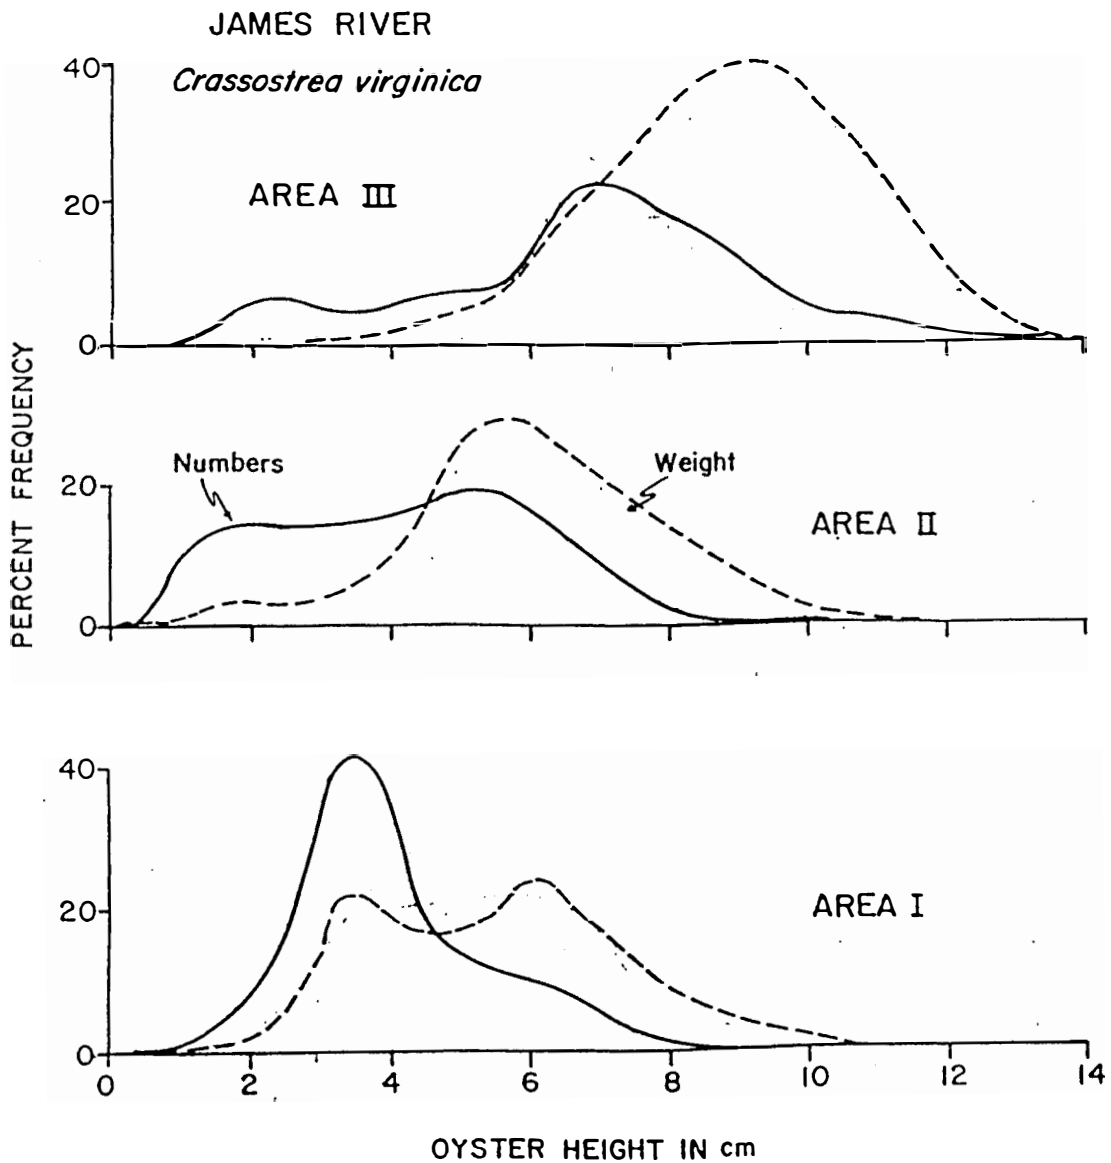 JAMES RIVER
Crassostrea virginica
40
AREA III
20
0
PERCENT FREQUENCY
Numbers
Weight
20
AREA II
0
40
20
AREA I
0
0 2 4 6 8 10 12 14
OYSTER HEIGHT IN cm